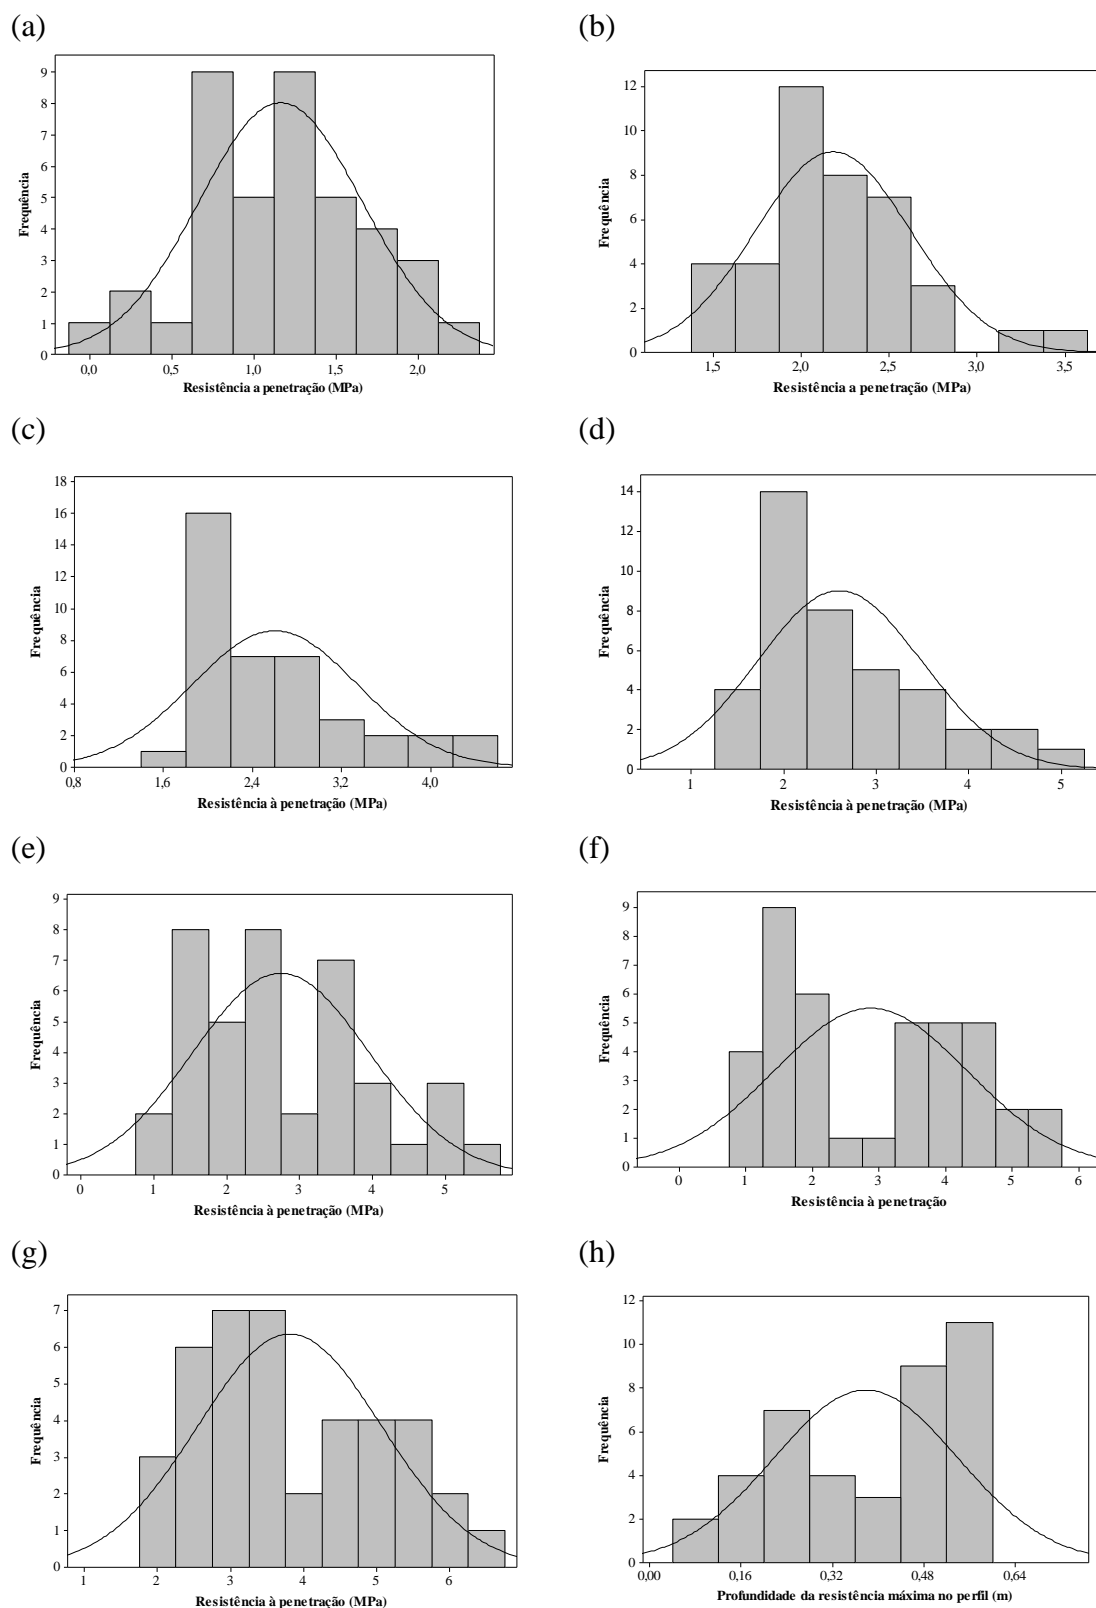 (a)
(b)
9
8
7
6
5
4
3
2
1
0
Frequência
0,0 0,5 1,0 1,5 2,0
Resistência a penetração (MPa)
12
10
8
6
4
2
0
Frequência
1,5 2,0 2,5 3,0 3,5
Resistência a penetração (MPa)
(c)
(d)
18
16
14
12
10
8
6
4
2
0
Frequência
0,8 1,6 2,4 3,2 4,0
Resistência à penetração (MPa)
14
12
10
8
6
4
2
0
Frequência
1 2 3 4 5
Resistência à penetração (MPa)
(e)
(f)
9
8
7
6
5
4
3
2
1
0
Frequência
0 1 2 3 4 5
Resistência à penetração (MPa)
9
8
7
6
5
4
3
2
1
0
Frequência
0 1 2 3 4 5 6
Resistência à penetração
(g)
(h)
7
6
5
4
3
2
1
0
Frequência
1 2 3 4 5 6
Resistência à penetração (MPa)
12
10
8
6
4
2
0
Frequência
0,00 0,16 0,32 0,48 0,64
Profundidade da resistência máxima no perfil (m)